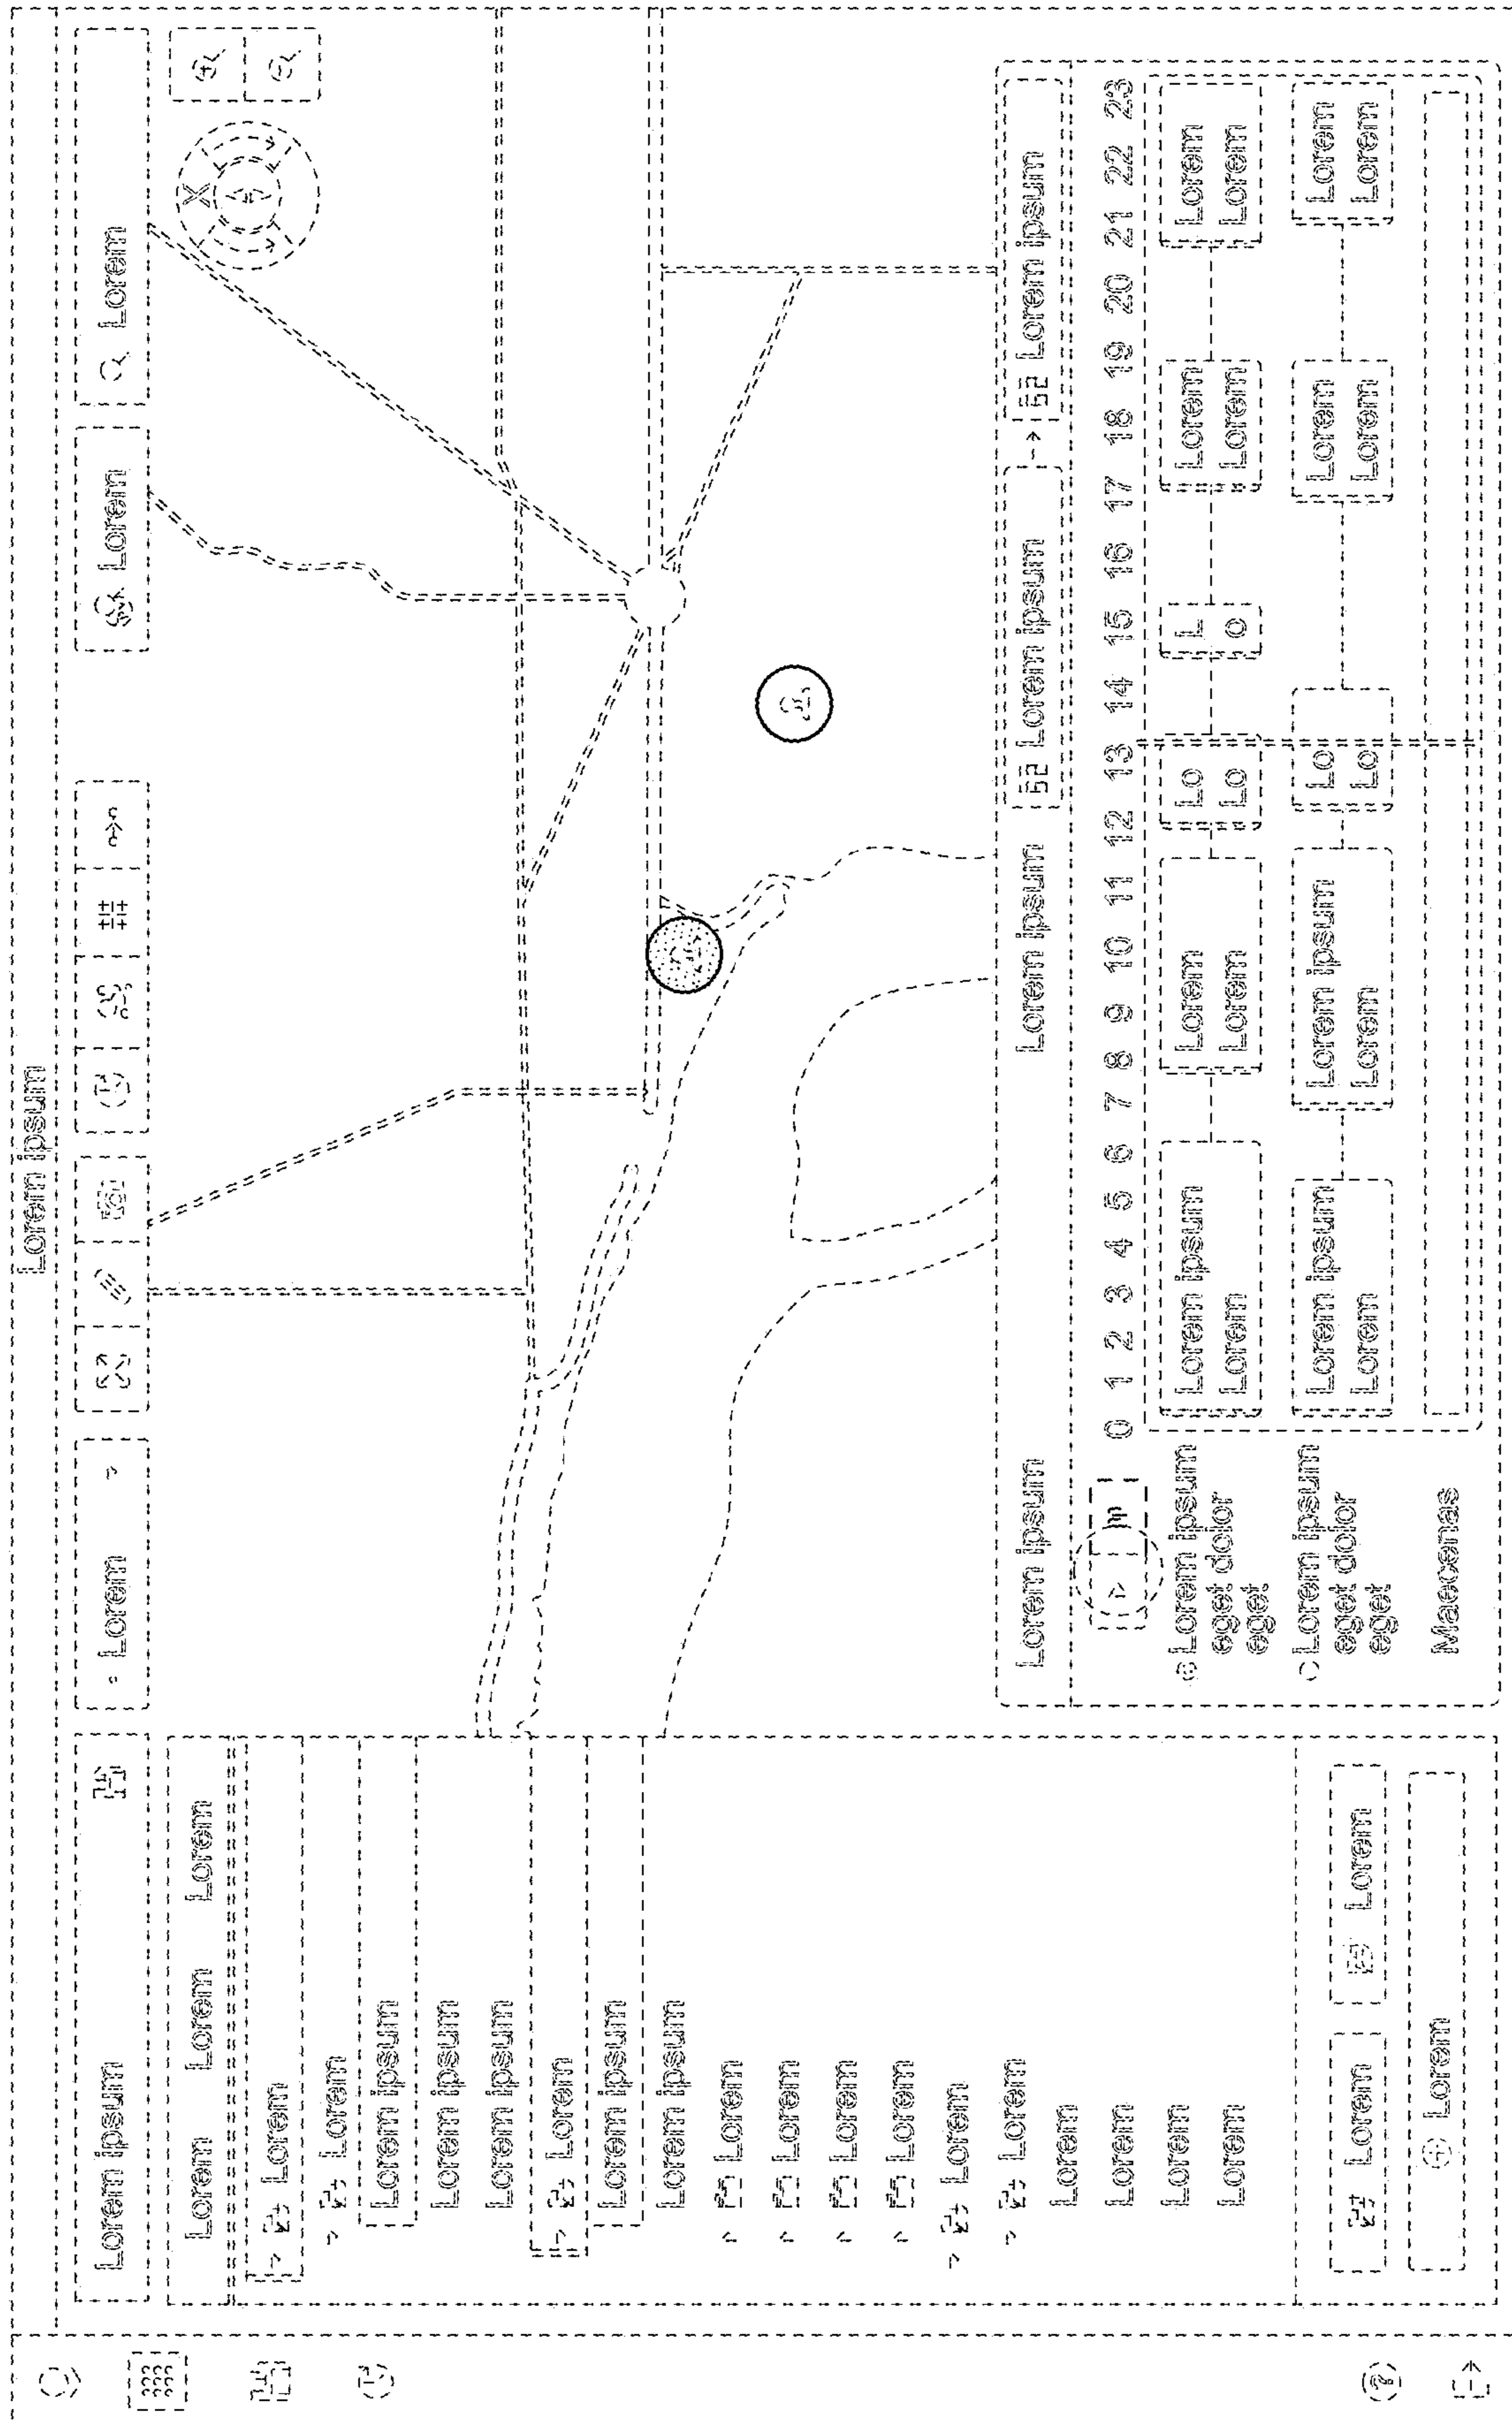 Lorem ipsum
Lorem ipsum
Lorem
Lorem
Lorem
Lorem Lorem Lorem
Lorem
Lorem
Lorem ipsum
Lorem ipsum
Lorem ipsum
Lorem
Lorem ipsum
Lorem ipsum
Lorem
Lorem
Lorem
Lorem
Lorem
Lorem
Lorem
Lorem
Lorem
Lorem
Lorem Lorem
Lorem
Lorem ipsum Lorem ipsum Lorem ipsum Lorem ipsum
0 1 2 3 4 5 6 7 8 9 10 11 12 13 14 15 16 17 18 19 20 21 22 23
Lorem ipsum
eget dolor
eget
Lorem ipsum Lorem Lo L Lorem Lorem
Lorem Lorem Lo o Lorem Lorem
Lorem ipsum
eget dolor
eget
Lorem ipsum Lorem ipsum Lo Lorem Lorem
Lorem Lorem Lo Lorem Lorem
Maecenas